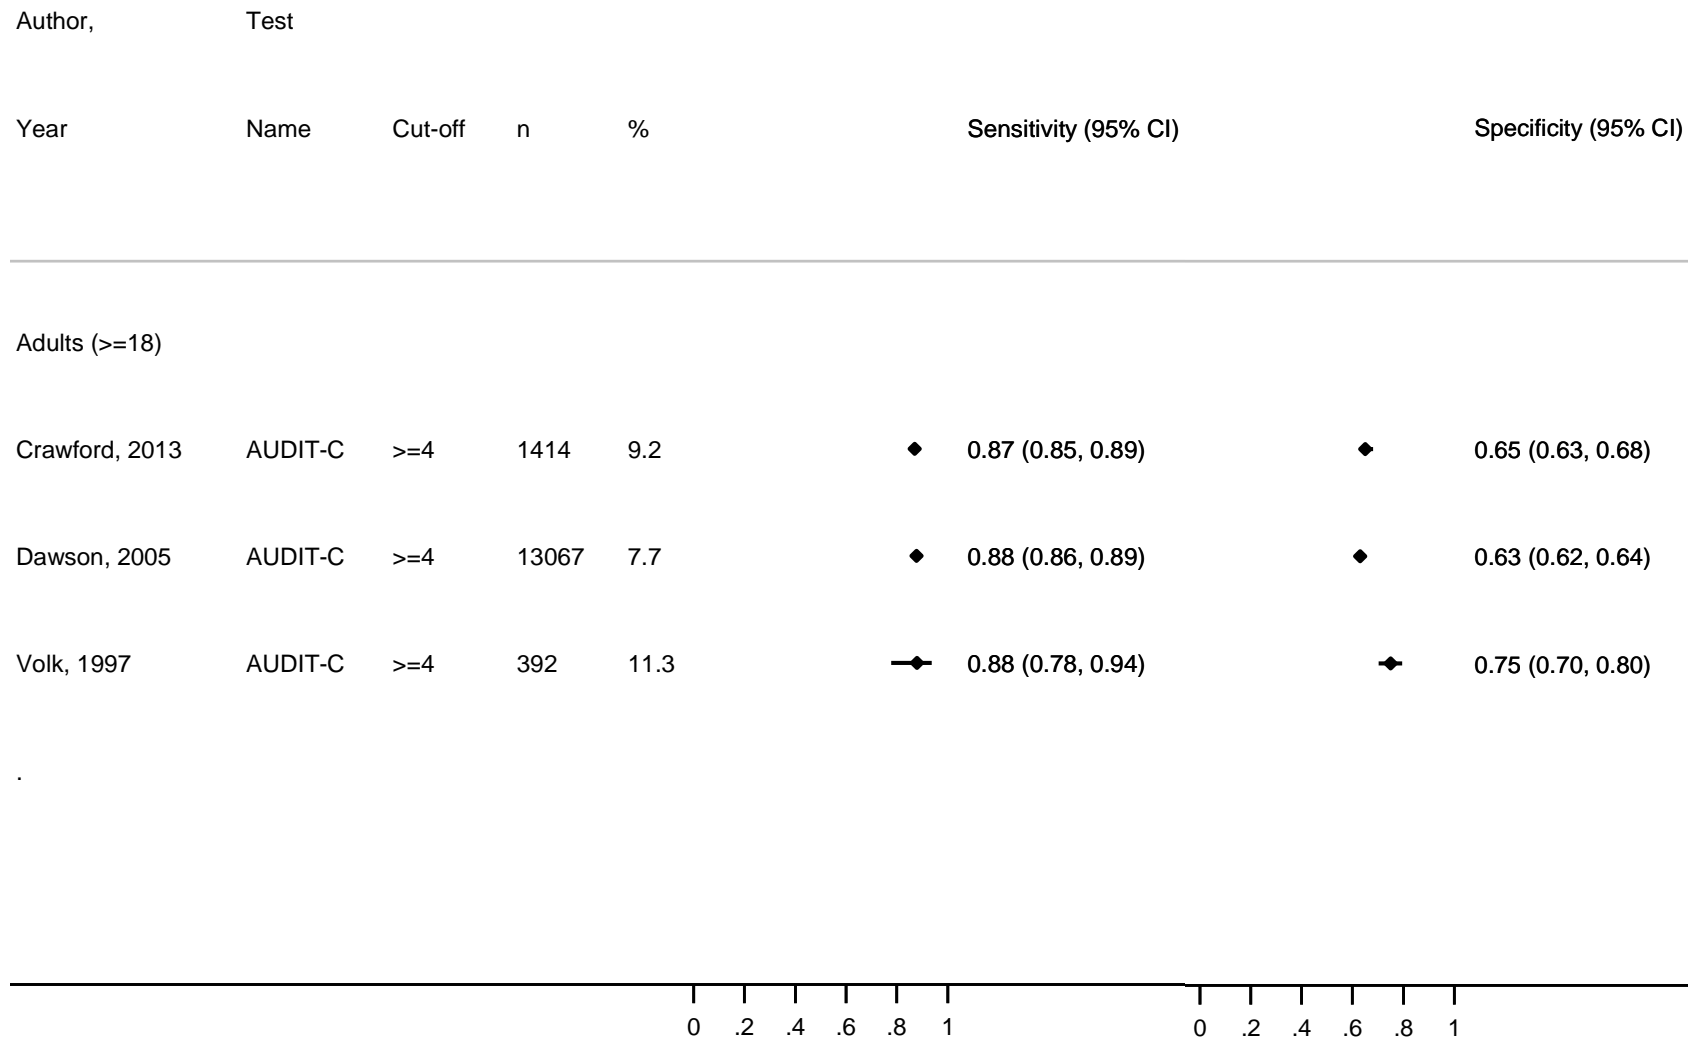 Author, Test
Year Name Cut-off n % Sensitivity (95% CI) Specificity (95% CI)
Adults (>=18)
Crawford, 2013 AUDIT-C >=4 1414 9.2 0.87 (0.85, 0.89) 0.65 (0.63, 0.68)
Dawson, 2005 AUDIT-C >=4 13067 7.7 0.88 (0.86, 0.89) 0.63 (0.62, 0.64)
Volk, 1997 AUDIT-C >=4 392 11.3 0.88 (0.78, 0.94) 0.75 (0.70, 0.80)
.
0 .2 .4 .6 .8 1 0 .2 .4 .6 .8 1